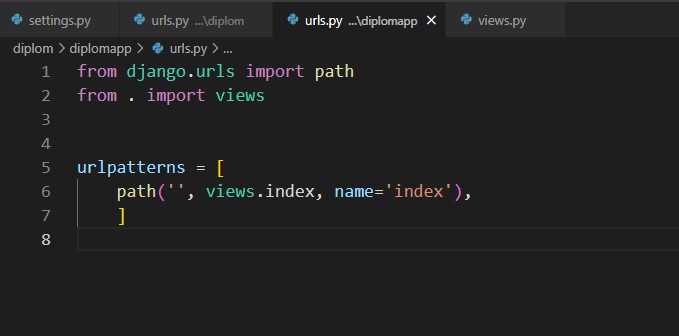 settings.py urls.py ...\diplom urls.py ...\diplomapp × views.py
diplom > diplomapp > urls.py > ...
1 from django.urls import path
2 from . import views
3
4
5 urlpatterns = [
6     path('', views.index, name='index'),
7     ]
8